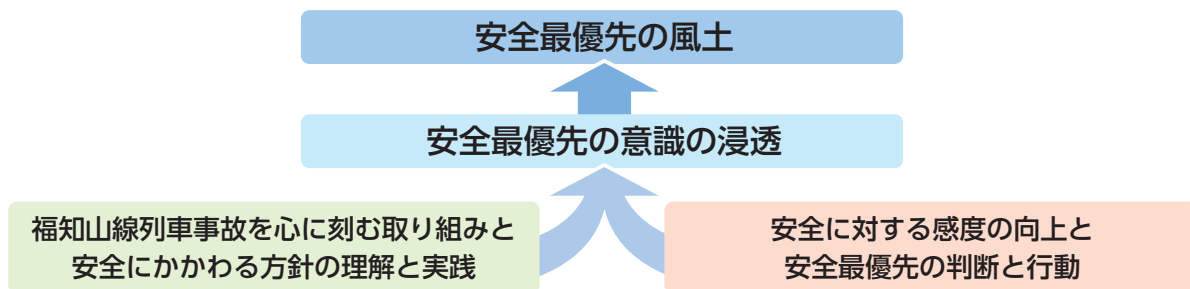 安全最優先の風土
安全最優先の意識の浸透
福知山線列車事故を心に刻む取り組みと
安全にかかわる方針の理解と実践
安全に対する感度の向上と
安全最優先の判断と行動